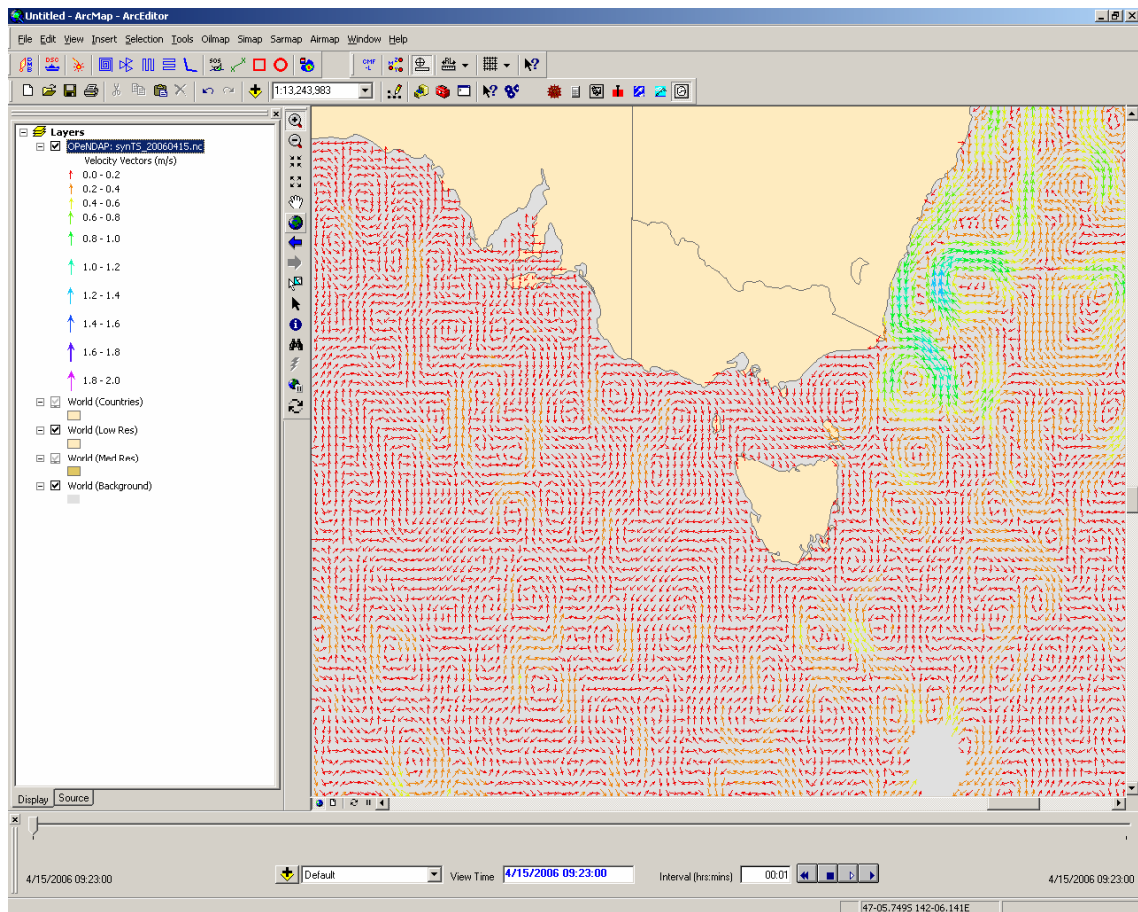 Untitled - ArcMap - ArcEditor
File Edit View Insert Selection Tools Oilmap Simap Sarmap Airmap Window Help
DSC SOS CMF
1:13,243,983
Layers
OPeNDAP: synTS_20060415.nc
Velocity Vectors (m/s)
0.0 - 0.2
0.2 - 0.4
0.4 - 0.6
0.6 - 0.8
0.8 - 1.0
1.0 - 1.2
1.2 - 1.4
1.4 - 1.6
1.6 - 1.8
1.8 - 2.0
World (Countries)
World (Low Res)
World (Med Res)
World (Background)
Display Source
4/15/2006 09:23:00 Default View Time 4/15/2006 09:23:00 Interval (hrs:mins) 00:01 4/15/2006 09:23:00
47-05.749S 142-06.141E